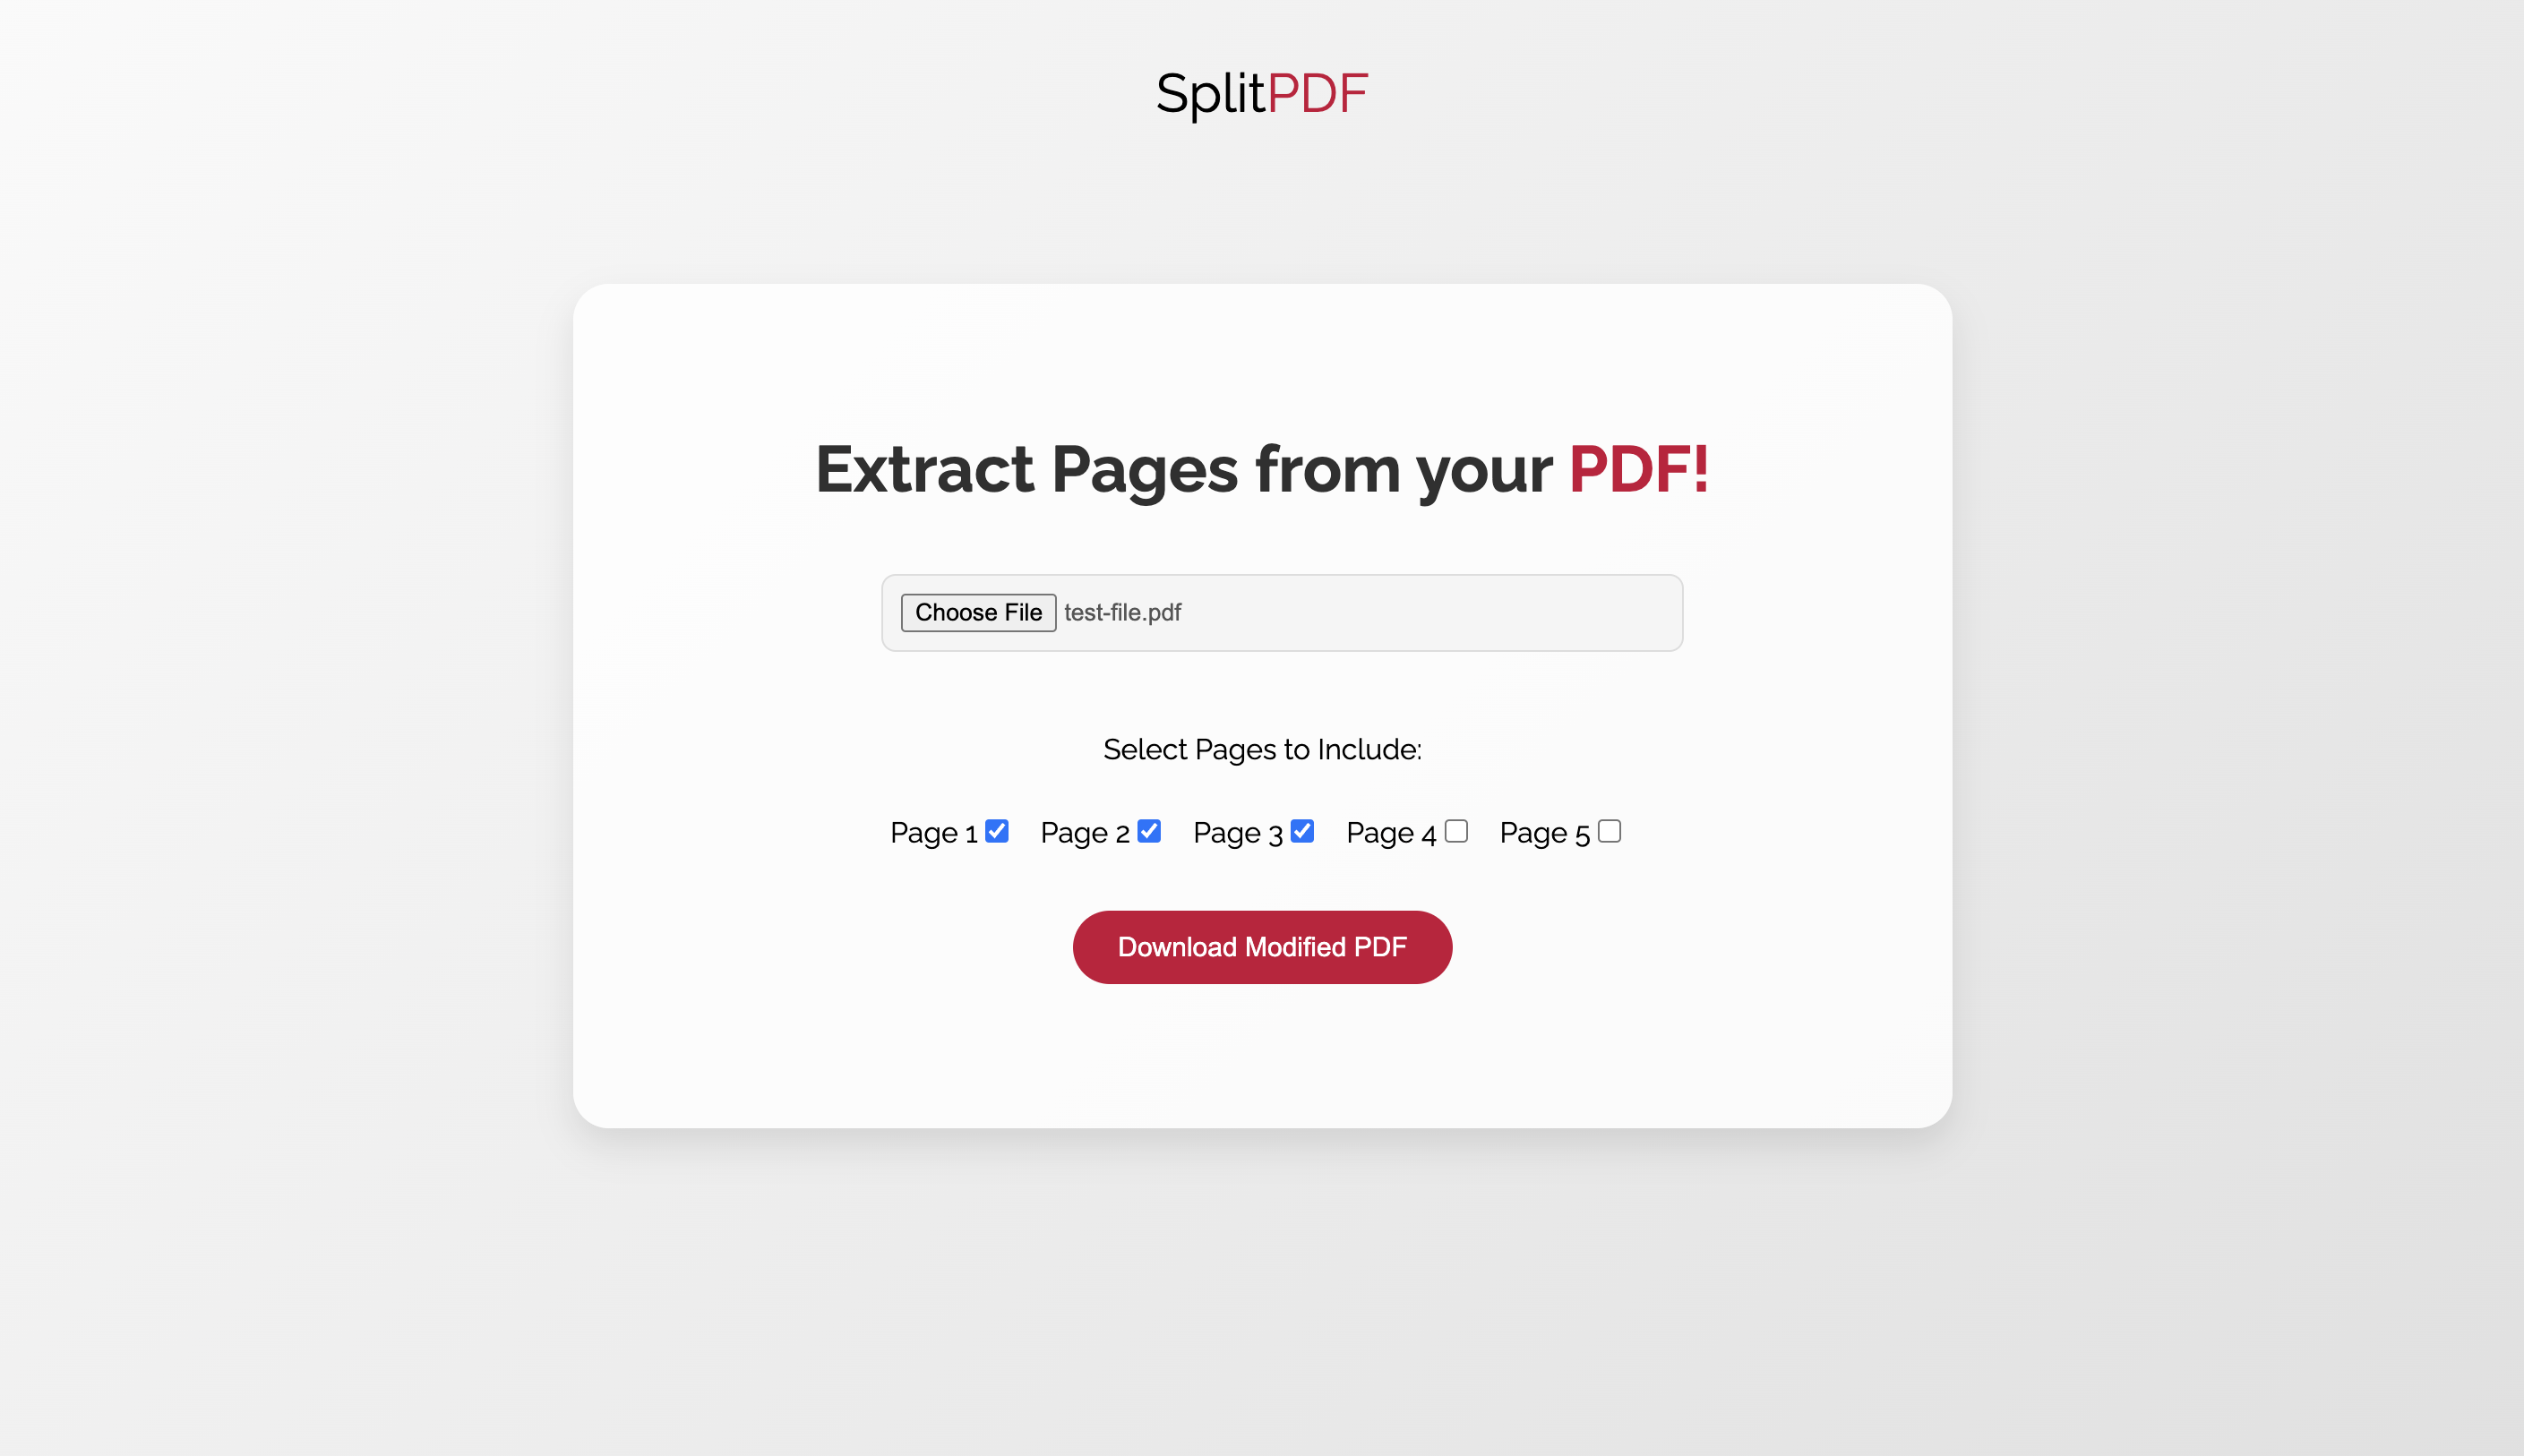 SplitPDF
Extract Pages from your PDF!
Choose File test-file.pdf
Select Pages to Include:
Page 1 Page 2 Page 3 Page 4 Page 5
Download Modified PDF